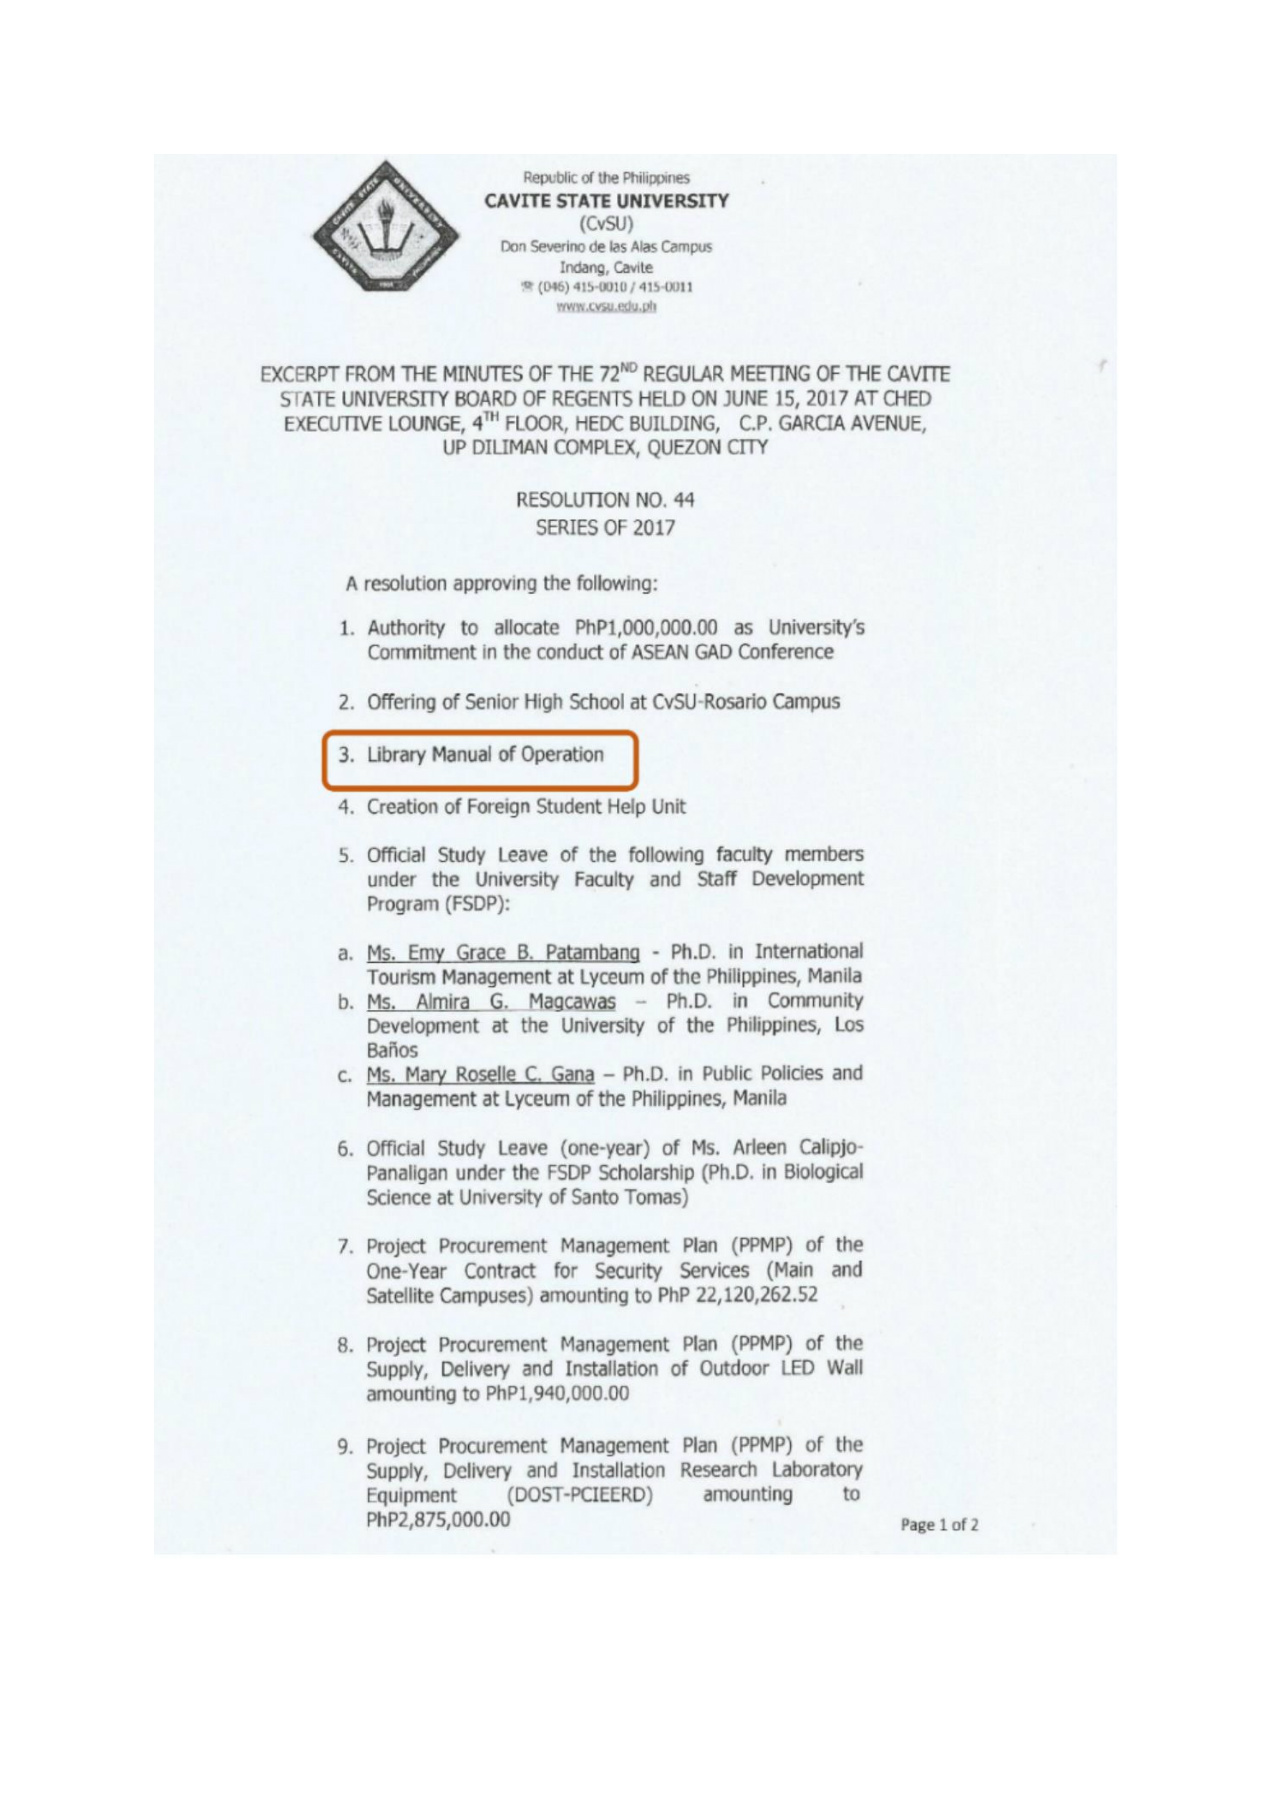 CAVITE STATE UNIVERSITY
Republic of the Philippines
CAVITE STATE UNIVERSITY
(CvSU)
Don Severino de las Alas Campus
Indang, Cavite
☎ (046) 415-0010 / 415-0011
www.cvsu.edu.ph
EXCERPT FROM THE MINUTES OF THE 72ND REGULAR MEETING OF THE CAVITE
STATE UNIVERSITY BOARD OF REGENTS HELD ON JUNE 15, 2017 AT CHED
EXECUTIVE LOUNGE, 4TH FLOOR, HEDC BUILDING, C.P. GARCIA AVENUE,
UP DILIMAN COMPLEX, QUEZON CITY
RESOLUTION NO. 44
SERIES OF 2017
A resolution approving the following:
1. Authority to allocate PhP1,000,000.00 as University's
Commitment in the conduct of ASEAN GAD Conference
2. Offering of Senior High School at CvSU-Rosario Campus
3. Library Manual of Operation
4. Creation of Foreign Student Help Unit
5. Official Study Leave of the following faculty members
under the University Faculty and Staff Development
Program (FSDP):
a. Ms. Emy Grace B. Patambang - Ph.D. in International
Tourism Management at Lyceum of the Philippines, Manila
b. Ms. Almira G. Magcawas – Ph.D. in Community
Development at the University of the Philippines, Los
Baños
c. Ms. Mary Roselle C. Gana – Ph.D. in Public Policies and
Management at Lyceum of the Philippines, Manila
6. Official Study Leave (one-year) of Ms. Arleen Calipjo-
Panaligan under the FSDP Scholarship (Ph.D. in Biological
Science at University of Santo Tomas)
7. Project Procurement Management Plan (PPMP) of the
One-Year Contract for Security Services (Main and
Satellite Campuses) amounting to PhP 22,120,262.52
8. Project Procurement Management Plan (PPMP) of the
Supply, Delivery and Installation of Outdoor LED Wall
amounting to PhP1,940,000.00
9. Project Procurement Management Plan (PPMP) of the
Supply, Delivery and Installation Research Laboratory
Equipment (DOST-PCIEERD) amounting to
PhP2,875,000.00
Page 1 of 2